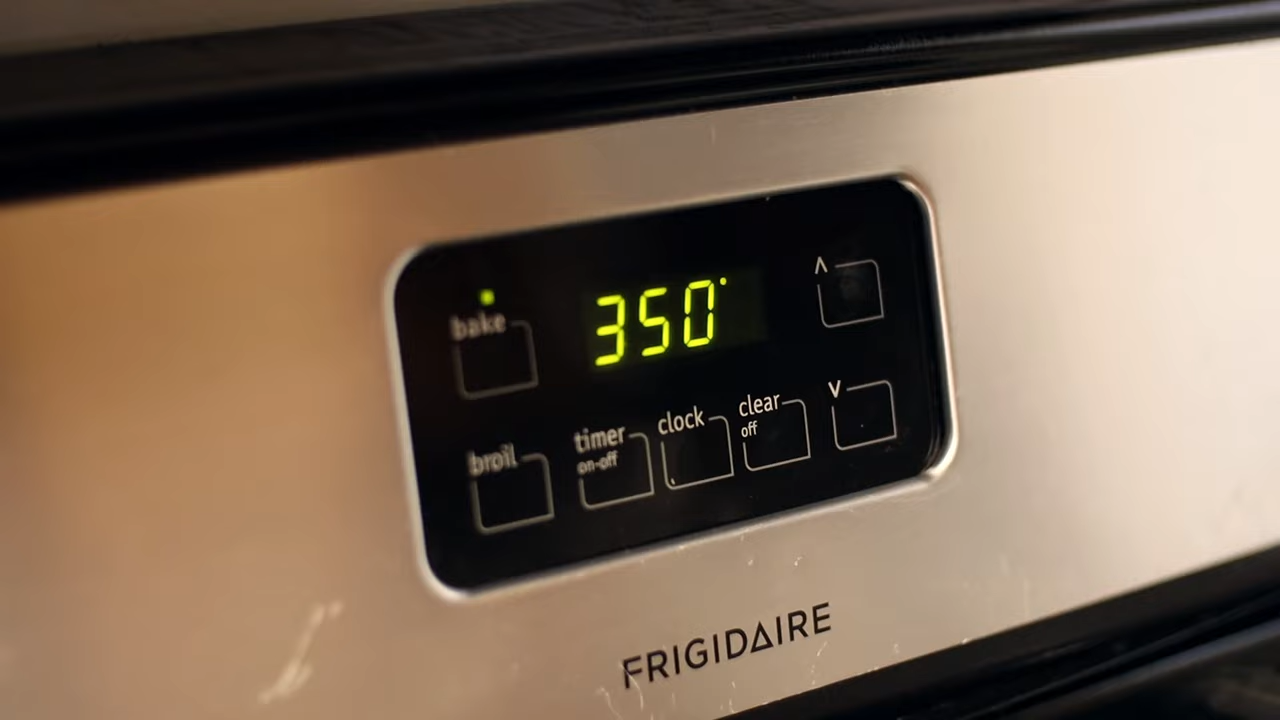 bake
350°
^
broil
timer
on-off
clock
clear
off
v
FRIGIDAIRE